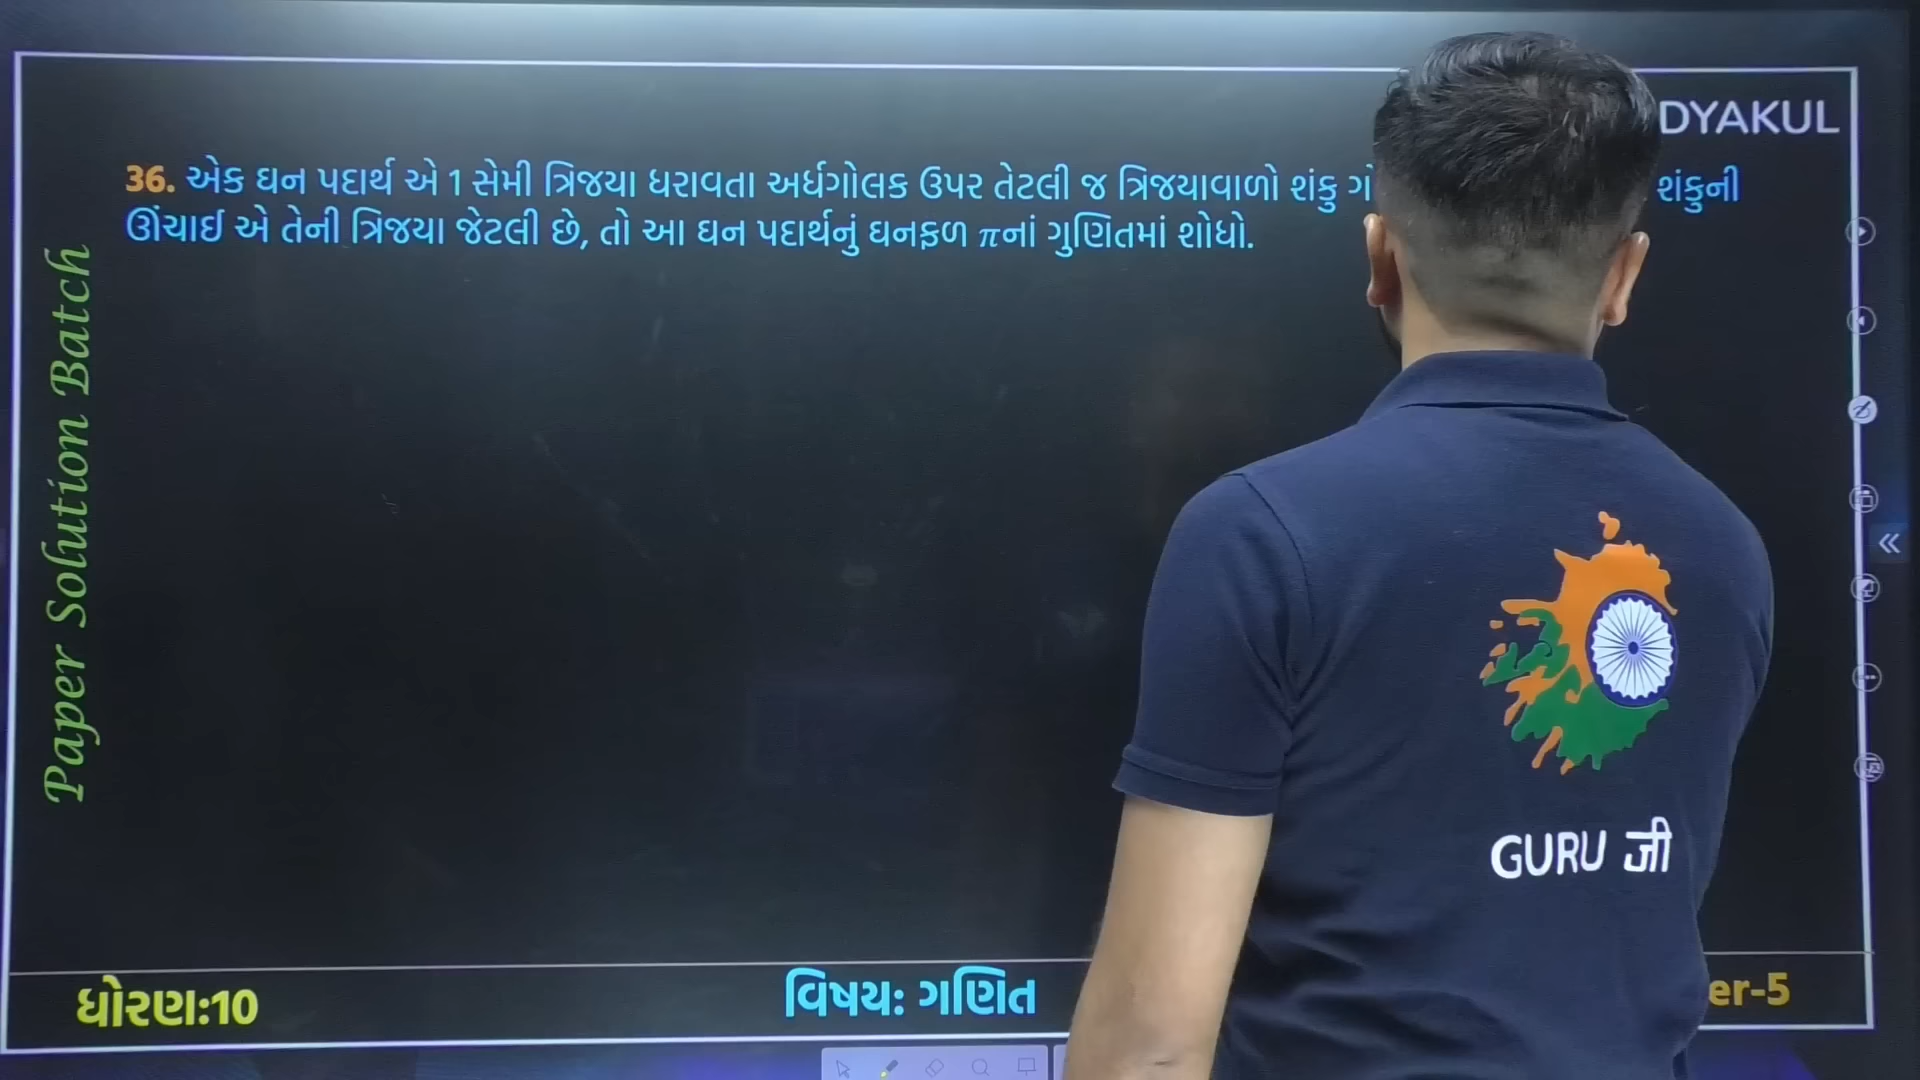 DYAKUL
36. એક ઘન પદાર્થ એ 1 સેમી ત્રિજ્યા ધરાવતા અર્ધગોલક ઉપર તેટલી જ ત્રિજ્યાવાળો શંકુ ગો શંકુની
ઊંચાઈ એ તેની ત્રિજ્યા જેટલી છે, તો આ ઘન પદાર્થનું ઘનફળ πનાં ગુણિતમાં શોધો.
Paper Solution Batch
GURU जी
ધોરણ:10
વિષય: ગણિત
er-5